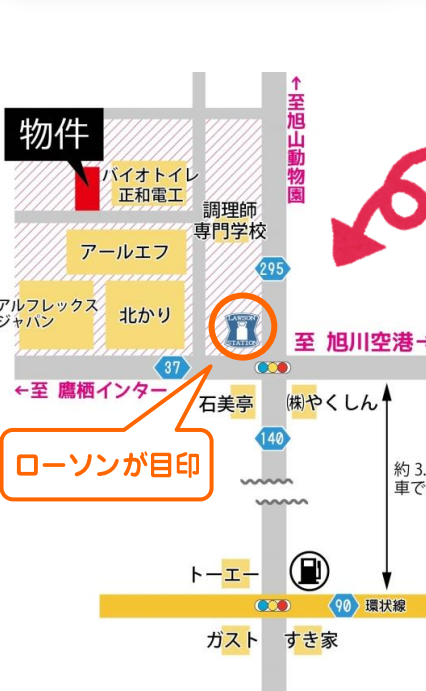 ↑至旭山動物園
物件
バイオトイレ
正和電工
調理師
専門学校
アールエフ
295
アルフレックス
ジャパン
北かり
LAWSON
STATION
至 旭川空港→
37
←至 鷹栖インター
石美亭
㈱やくしん
140
ローソンが目印
約3.
車で
トーエー
90
環状線
ガスト
すき家